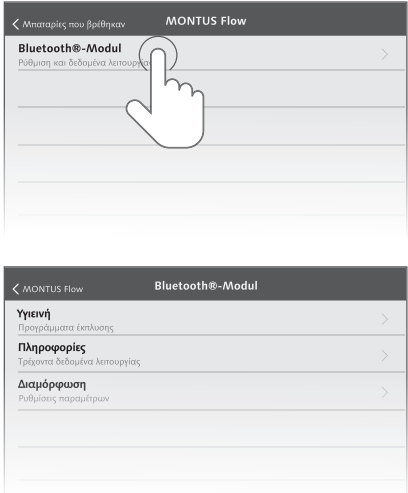 Μπαταρίες που βρέθηκαν MONTUS Flow
Bluetooth®-Modul
Ρύθμιση και δεδομένα λειτουργίας
MONTUS Flow Bluetooth®-Modul
Υγιεινή
Προγράμματα έκπλυσης
Πληροφορίες
Τρέχοντα δεδομένα λειτουργίας
Διαμόρφωση
Ρυθμίσεις παραμέτρων